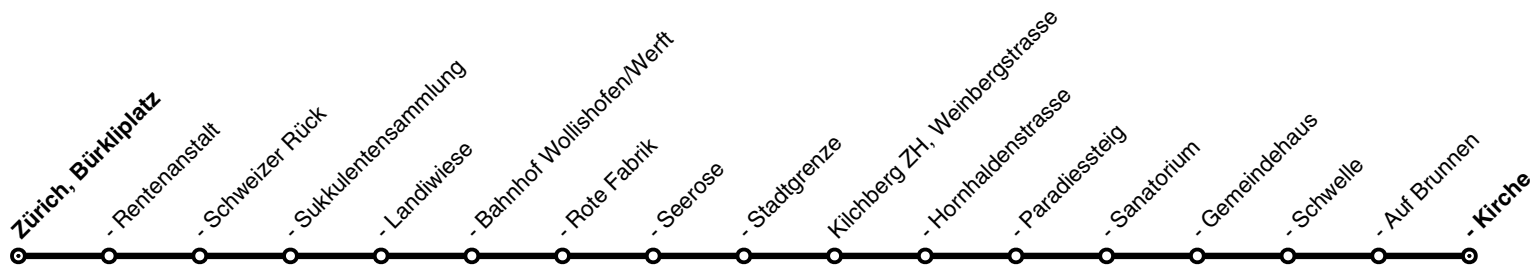 Zürich, Bürkliplatz
- Rentenanstalt
- Schweizer Rück
- Sukkulentensammlung
- Landiwiese
- Bahnhof Wollishofen/Werft
- Rote Fabrik
- Seerose
- Stadtgrenze
Kilchberg ZH, Weinbergstrasse
- Hornhaldenstrasse
- Paradiessteig
- Sanatorium
- Gemeindehaus
- Schwelle
- Auf Brunnen
- Kirche